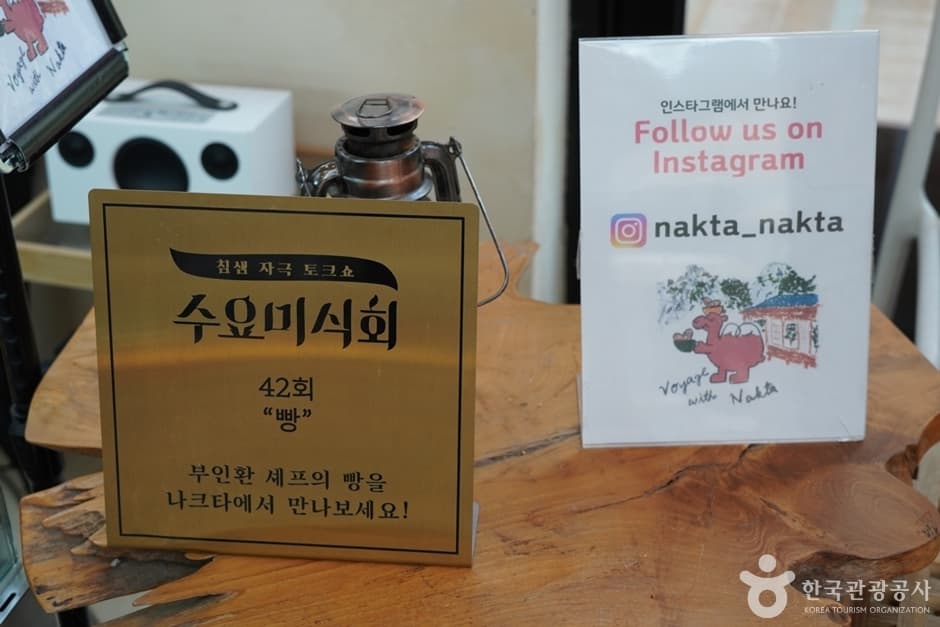 Voyage
with Nakta
침샘 자극 토크쇼
수요미식회
42회
“빵”
부인환 셰프의 빵을
나크타에서 만나보세요!
인스타그램에서 만나요!
Follow us on
Instagram
nakta_nakta
Voyage
with Nakta
한국관광공사
KOREA TOURISM ORGANIZATION